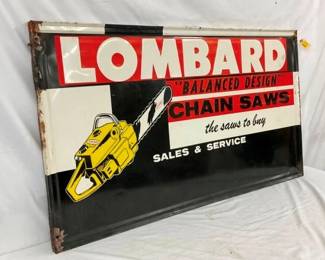 LOMBARD
"BALANCED DESIGN"
CHAIN SAWS
the saws to buy
SALES & SERVICE